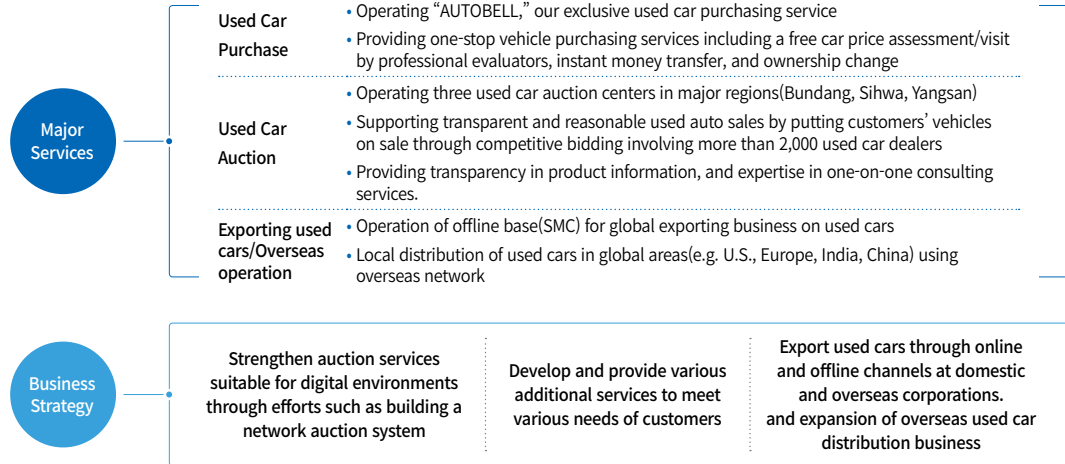 Major
Services
Used Car
Purchase
• Operating “AUTOBELL,” our exclusive used car purchasing service
• Providing one-stop vehicle purchasing services including a free car price assessment/visit
by professional evaluators, instant money transfer, and ownership change
Used Car
Auction
• Operating three used car auction centers in major regions(Bundang, Sihwa, Yangsan)
• Supporting transparent and reasonable used auto sales by putting customers’ vehicles
on sale through competitive bidding involving more than 2,000 used car dealers
• Providing transparency in product information, and expertise in one-on-one consulting
services.
Exporting used
cars/Overseas
operation
• Operation of offline base(SMC) for global exporting business on used cars
• Local distribution of used cars in global areas(e.g. U.S., Europe, India, China) using
overseas network
Business
Strategy
Strengthen auction services
suitable for digital environments
through efforts such as building a
network auction system
Develop and provide various
additional services to meet
various needs of customers
Export used cars through online
and offline channels at domestic
and overseas corporations.
and expansion of overseas used car
distribution business